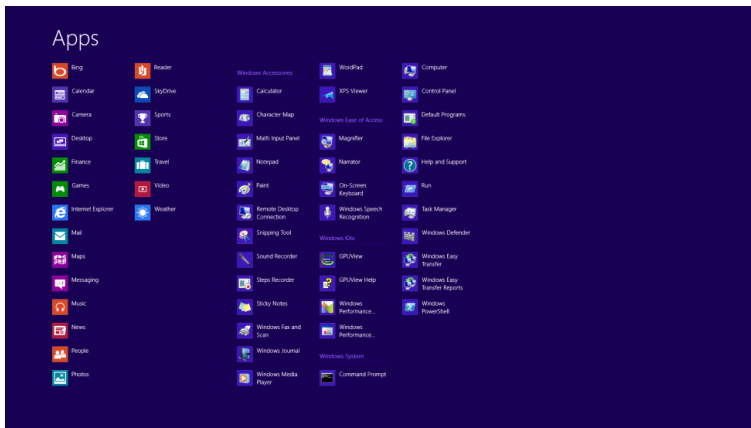 Apps
Bing
Calendar
Camera
Desktop
Finance
Games
Internet Explorer
Mail
Maps
Messaging
Music
News
People
Photos
Reader
SkyDrive
Sports
Store
Travel
Video
Weather
Windows Accessories
Calculator
Character Map
Math Input Panel
Notepad
Paint
Remote Desktop
Connection
Snipping Tool
Sound Recorder
Steps Recorder
Sticky Notes
Windows Fax and
Scan
Windows Journal
Windows Media
Player
WordPad
XPS Viewer
Windows Ease of Access
Magnifier
Narrator
On-Screen
Keyboard
Windows Speech
Recognition
Windows Kits
GPUView
GPUView Help
Windows
Performance...
Windows
Performance...
Windows System
Command Prompt
Computer
Control Panel
Default Programs
File Explorer
Help and Support
Run
Task Manager
Windows Defender
Windows Easy
Transfer
Windows Easy
Transfer Reports
Windows
PowerShell